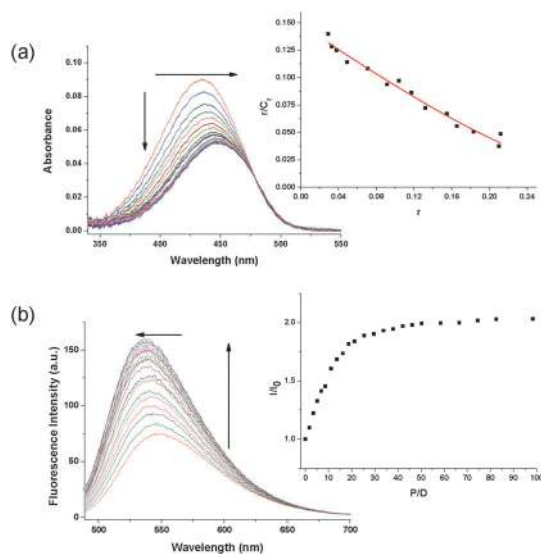 (a)
Absorbance
0.10
0.08
0.06
0.04
0.02
0.00
350 400 450 500 550
Wavelength (nm)
r/Cf
0.150
0.125
0.100
0.075
0.050
0.025
0.000
0.00 0.04 0.08 0.12 0.16 0.20 0.24
r
(b)
Fluorescence Intensity (a.u.)
150
100
50
0
500 550 600 650 700
Wavelength (nm)
I/I0
2.0
1.5
1.0
0 10 20 30 40 50 60 70 80 90 100
P/D